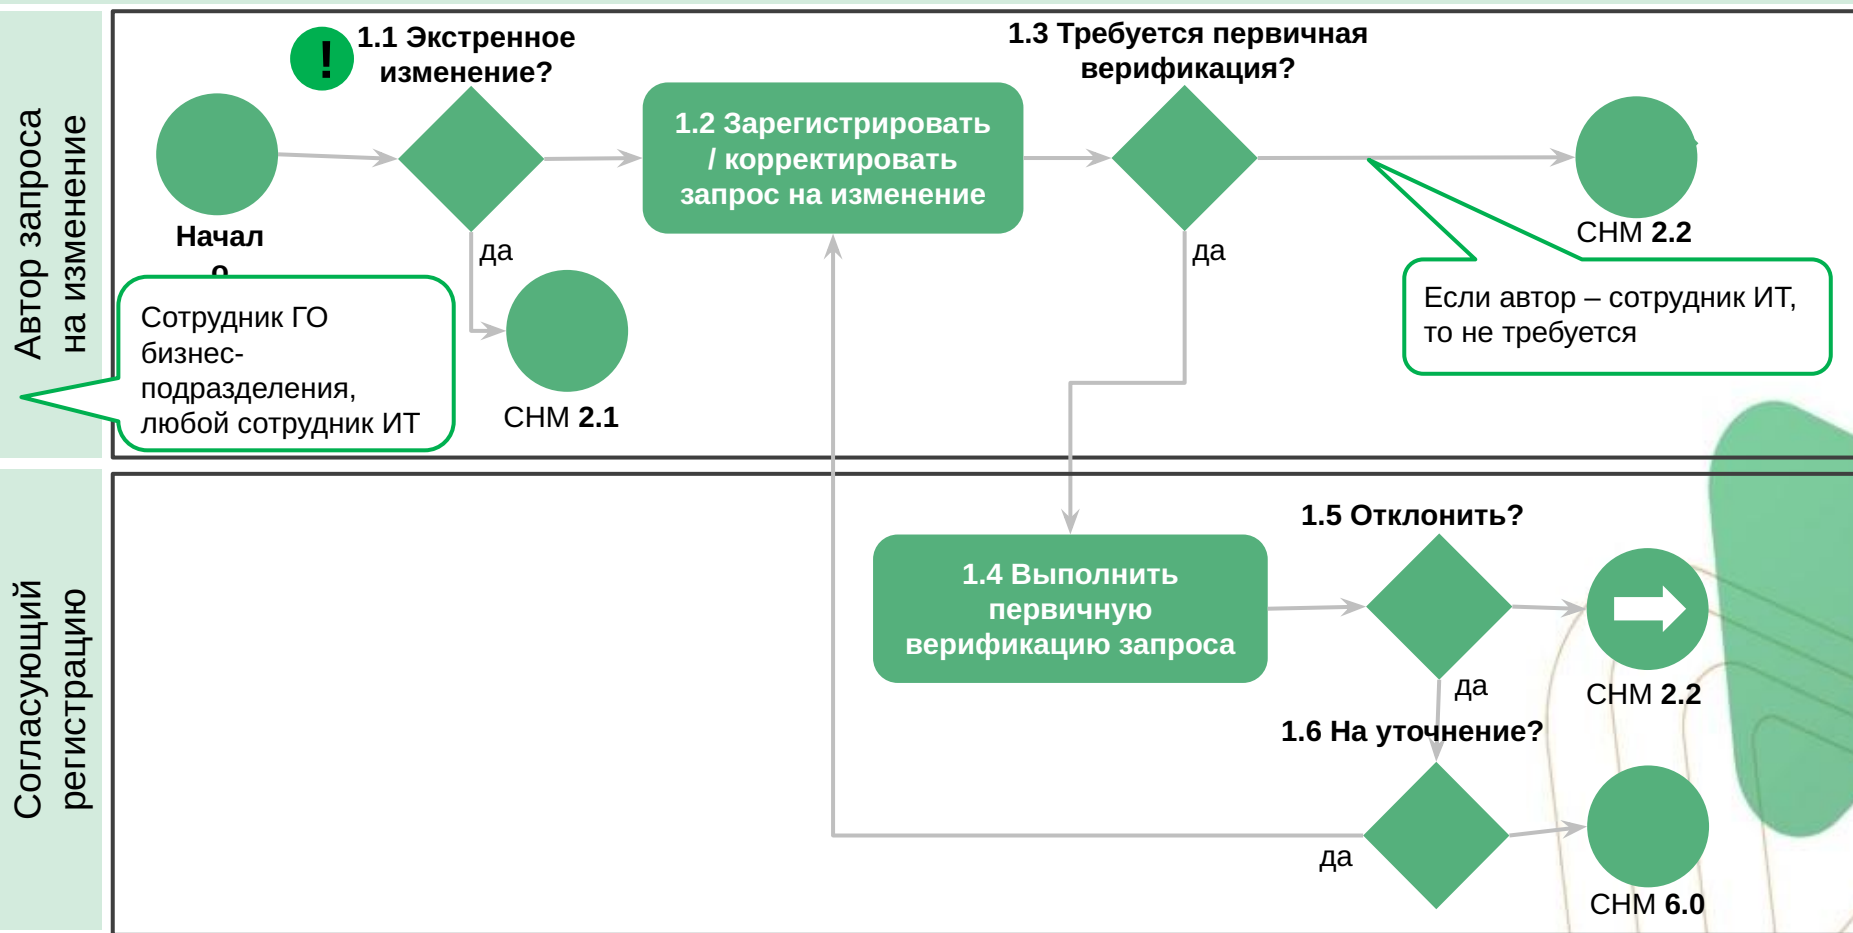 Автор запроса
на изменение
!
1.1 Экстренное
изменение?
1.2 Зарегистрировать
/ корректировать
запрос на изменение
1.3 Требуется первичная
верификация?
Начал
о
да
да
СНМ 2.2
Сотрудник ГО
бизнес-
подразделения,
любой сотрудник ИТ
СНМ 2.1
Если автор – сотрудник ИТ,
то не требуется
Согласующий
регистрацию
1.4 Выполнить
первичную
верификацию запроса
1.5 Отклонить?
да
СНМ 2.2
1.6 На уточнение?
да
СНМ 6.0